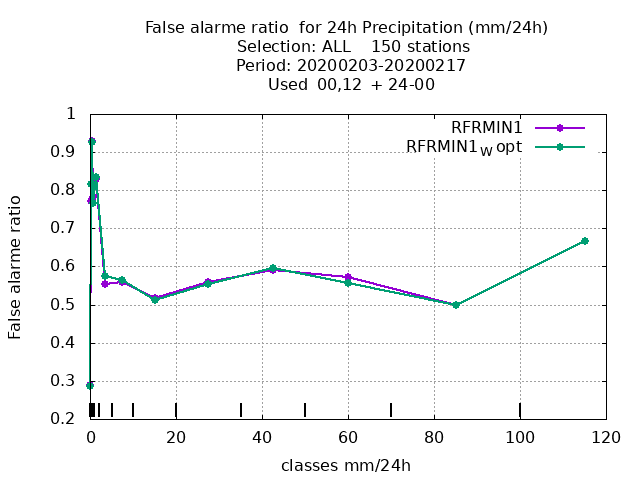 False alarme ratio  for 24h Precipitation (mm/24h)
Selection: ALL    150 stations
Period: 20200203-20200217
Used  00,12  + 24-00
RFRMIN1
RFRMIN1W opt
1
0.9
0.8
0.7
0.6
0.5
0.4
0.3
0.2
False alarme ratio
0 20 40 60 80 100 120
classes mm/24h